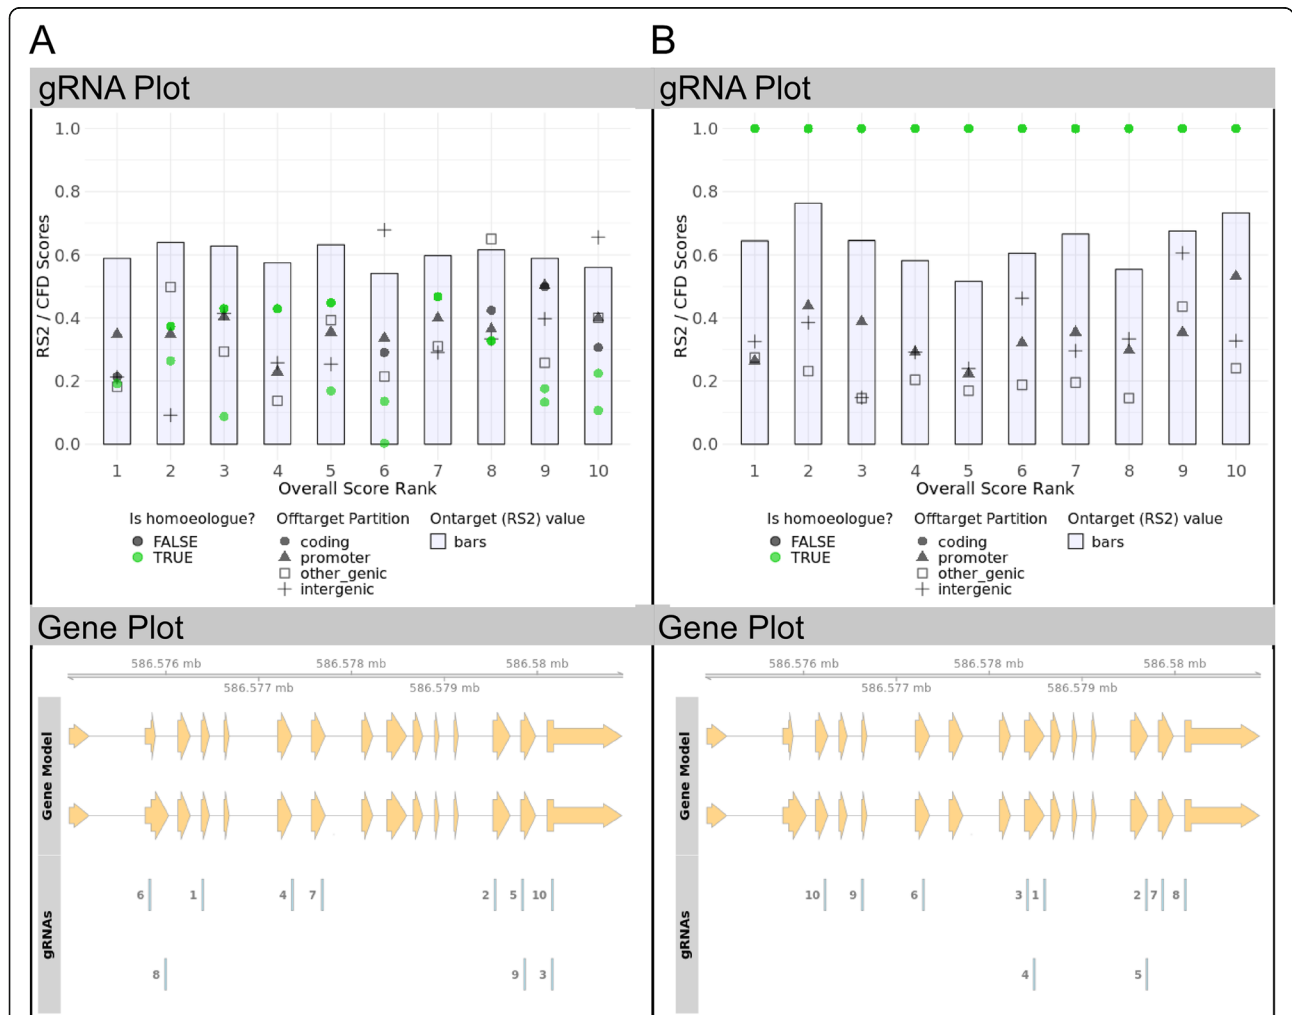 A
B
gRNA Plot
gRNA Plot
RS2 / CFD Scores
1.0
0.8
0.6
0.4
0.2
0.0
1 2 3 4 5 6 7 8 9 10
Overall Score Rank
Is homoeologue?
FALSE
TRUE
Offtarget Partition
coding
promoter
other_genic
intergenic
Ontarget (RS2) value
bars
RS2 / CFD Scores
1.0
0.8
0.6
0.4
0.2
0.0
1 2 3 4 5 6 7 8 9 10
Overall Score Rank
Is homoeologue?
FALSE
TRUE
Offtarget Partition
coding
promoter
other_genic
intergenic
Ontarget (RS2) value
bars
Gene Plot
Gene Plot
586.576 mb 586.578 mb 586.58 mb
586.577 mb 586.579 mb
Gene Model
gRNAs
6 1 4 7 2 5 10
8 9 3
586.576 mb 586.578 mb 586.58 mb
586.577 mb 586.579 mb
Gene Model
gRNAs
10 9 6 3 1 2 7 8
4 5